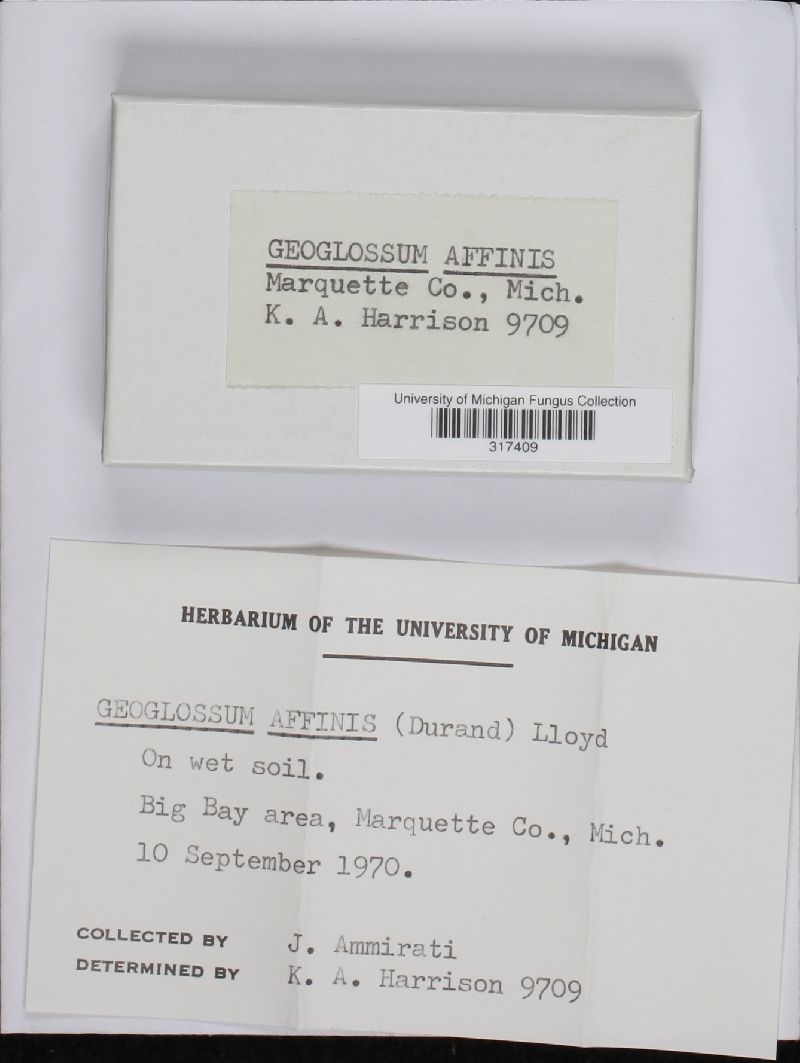 GEOGLOSSUM AFFINIS
Marquette Co., Mich.
K. A. Harrison 9709
University of Michigan Fungus Collection
317409
HERBARIUM OF THE UNIVERSITY OF MICHIGAN
GEOGLOSSUM AFFINIS (Durand) Lloyd
On wet soil.
Big Bay area, Marquette Co., Mich.
10 September 1970.
COLLECTED BY J. Ammirati
DETERMINED BY K. A. Harrison 9709